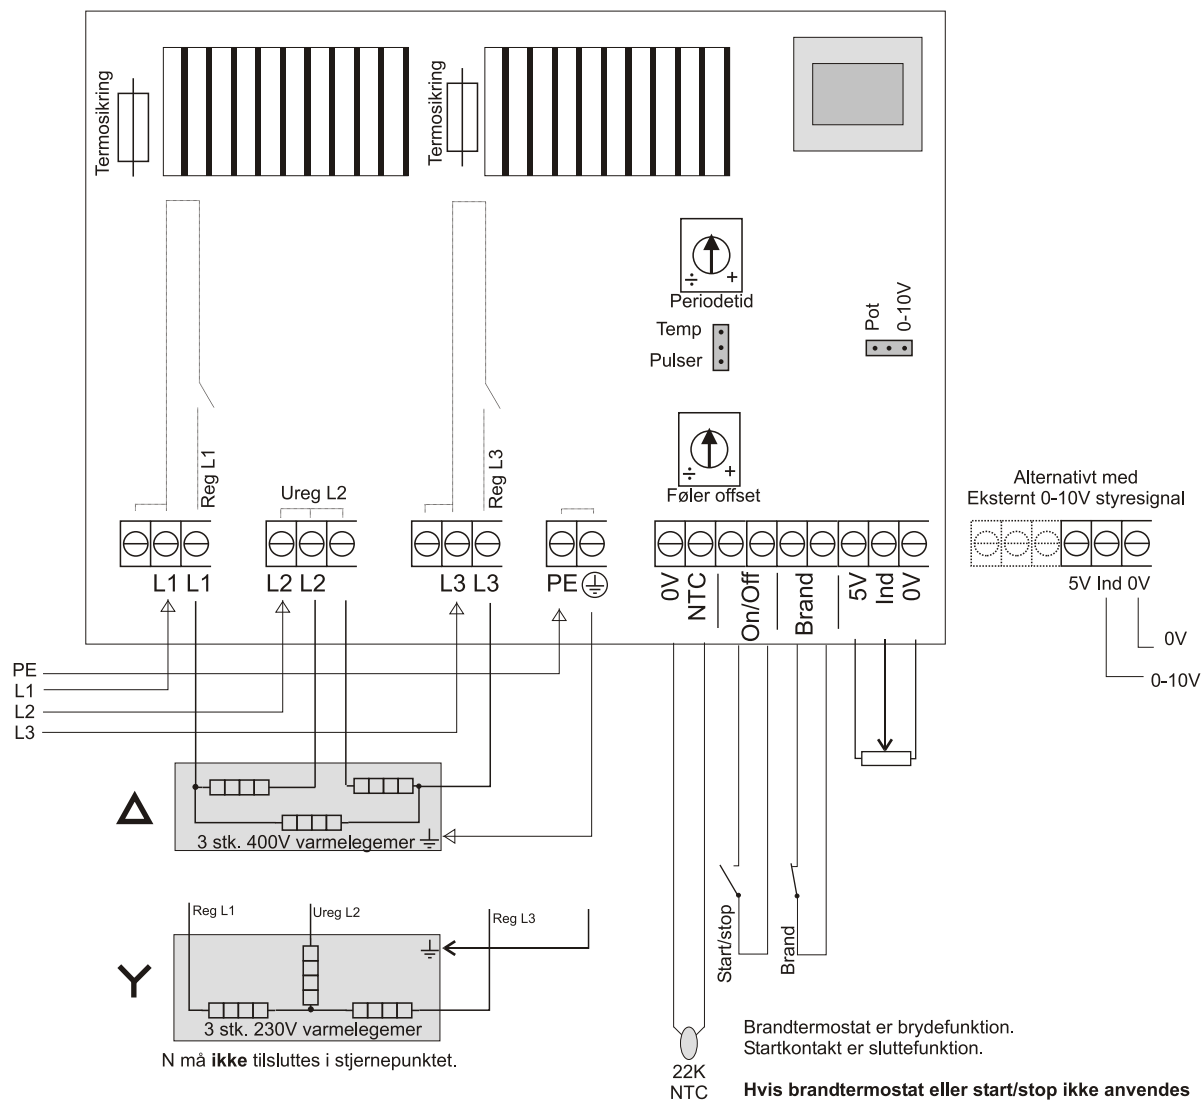 Termosikring
Termosikring
÷ +
Periodetid
Temp
Pulser
Pot
0-10V
÷ +
Føler offset
Reg L1
Ureg L2
Reg L3
L1 L1
L2 L2
L3 L3
PE
0V
NTC
On/Off
Brand
5V
Ind
0V
Alternativt med
Eksternt 0-10V styresignal
5V Ind 0V
0V
0-10V
PE
L1
L2
L3
Δ
3 stk. 400V varmelegemer
Reg L1
Ureg L2
Reg L3
Y
3 stk. 230V varmelegemer
N må ikke tilsluttes i stjernepunktet.
Start/stop
Brand
22K
NTC
Brandtermostat er brydefunktion.
Startkontakt er sluttefunktion.
Hvis brandtermostat eller start/stop ikke anvendes